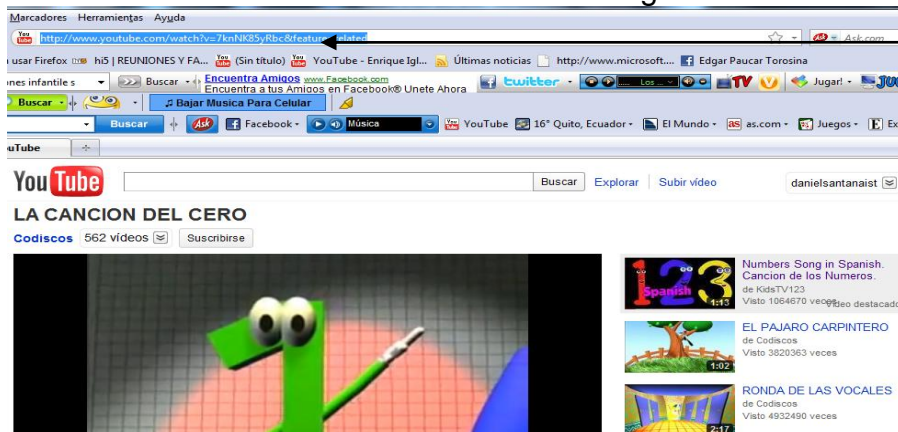 Marcadores Herramientas Ayuda
http://www.youtube.com/watch?v=7knNK85yRbc&feature=related
Ask.com
usar Firefox hi5 | REUNIONES Y FA... (Sin título) YouTube - Enrique Igl... Últimas noticias http://www.microsoft.... Edgar Paucar Torosina
nes infantile s Buscar Encuentra Amigos www.Facebook.com
Encuentra a tus Amigos en Facebook® Unete Ahora twitter Los ... TV Jugar!
Buscar Bajar Musica Para Celular
Buscar Ask Facebook Música YouTube 16° Quito, Ecuador El Mundo as as.com Juegos E Ex
uTube
You Tube Buscar Explorar Subir vídeo danielsantanaist
LA CANCION DEL CERO
Codiscos 562 vídeos Suscribirse
123
Spanish
1:13
Numbers Song in Spanish.
Cancion de los Numeros.
de KidsTV123
Visto 1064670 veces
Vídeo destacado
1:02
EL PAJARO CARPINTERO
de Codiscos
Visto 3820363 veces
2:17
RONDA DE LAS VOCALES
de Codiscos
Visto 4932490 veces